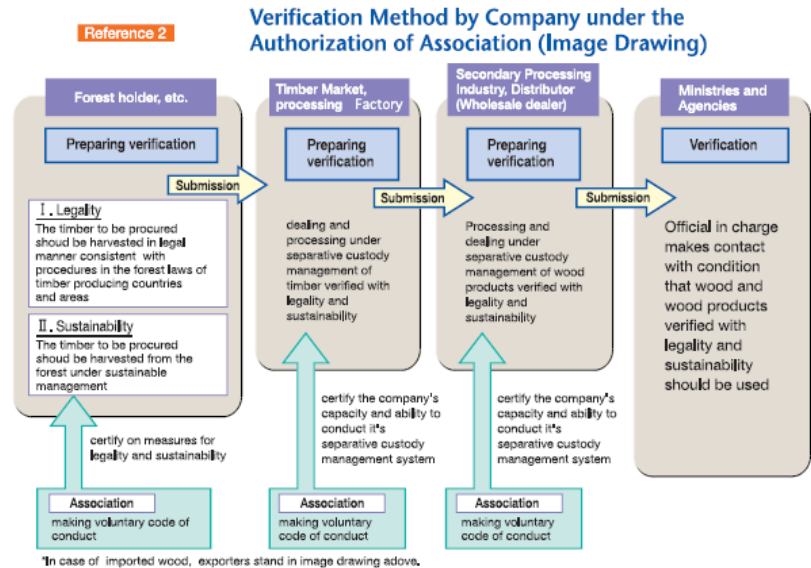 Reference 2
Verification Method by Company under the
Authorization of Association (Image Drawing)
Forest holder, etc.
Preparing verification
Submission
Ⅰ. Legality
The timber to be procured
shoud be harvested in legal
manner consistent with
procedures in the forest laws of
timber producing countries
and areas
Ⅱ. Sustainability
The timber to be procured
shoud be harvested from the
forest under sustainable
management
certify on measures for
legality and sustainability
Association
making voluntary code of
conduct
Timber Market,
processing Factory
Preparing
verification
Submission
dealing and
processing under
separative custody
management of
timber verified with
legality and
sustainability
certify the company's
capacity and ability to
conduct it's
separative custody
management system
Association
making voluntary
code of conduct
Secondary Processing
Industry, Distributor
(Wholesale dealer)
Preparing
verification
Submission
Processing and
dealing under
separative custody
management of wood
products verified with
legality and
sustainability
certify the company's
capacity and ability to
conduct it's
separative custody
management system
Association
making voluntary
code of conduct
Ministries and
Agencies
Verification
Official in charge
makes contact
with condition
that wood and
wood products
verified with
legality and
sustainability
should be used
*In case of imported wood, exporters stand in image drawing adove.